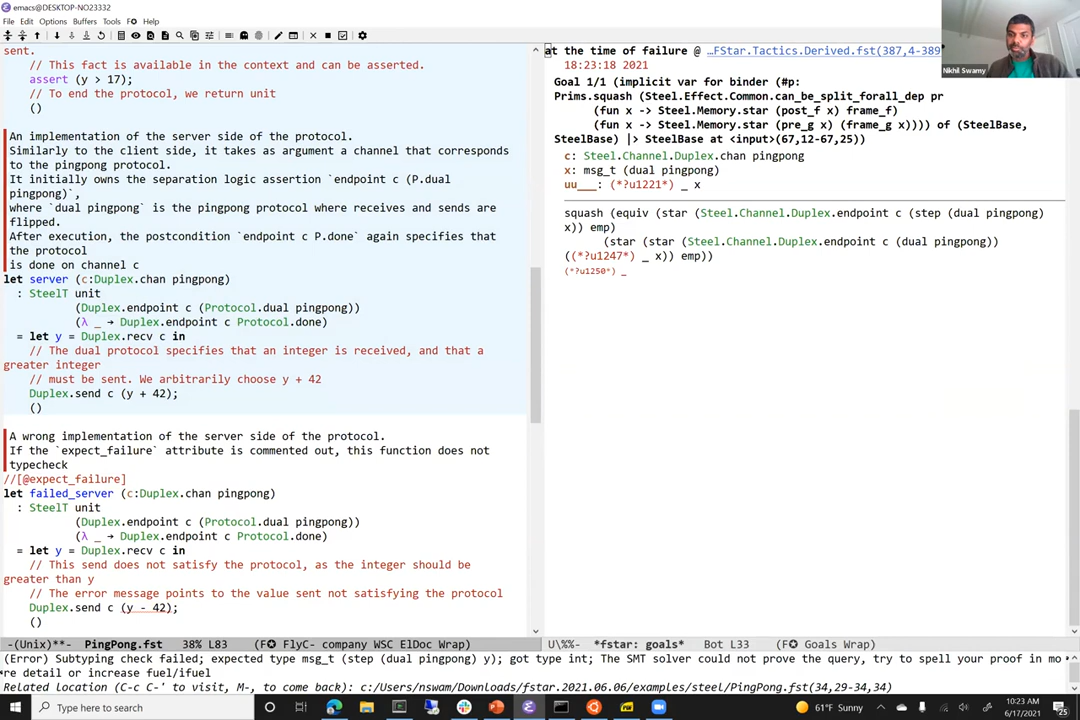 emacs@DESKTOP-NO23332
File Edit Options Buffers Tools F✪ Help
sent.
// This fact is available in the context and can be asserted.
assert (y > 17);
// To end the protocol, we return unit
()
An implementation of the server side of the protocol.
Similarly to the client side, it takes as argument a channel that corresponds
to the pingpong protocol.
It initially owns the separation logic assertion `endpoint c (P.dual
pingpong)`,
where `dual pingpong` is the pingpong protocol where receives and sends are
flipped.
After execution, the postcondition `endpoint c P.done` again specifies that
the protocol
is done on channel c
let server (c:Duplex.chan pingpong)
: SteelT unit
(Duplex.endpoint c (Protocol.dual pingpong))
(λ _ → Duplex.endpoint c Protocol.done)
= let y = Duplex.recv c in
// The dual protocol specifies that an integer is received, and that a
greater integer
// must be sent. We arbitrarily choose y + 42
Duplex.send c (y + 42);
()
A wrong implementation of the server side of the protocol.
If the `expect_failure` attribute is commented out, this function does not
typecheck
//[@expect_failure]
let failed_server (c:Duplex.chan pingpong)
: SteelT unit
(Duplex.endpoint c (Protocol.dual pingpong))
(λ _ → Duplex.endpoint c Protocol.done)
= let y = Duplex.recv c in
// This send does not satisfy the protocol, as the integer should be
greater than y
// The error message points to the value sent not satisfying the protocol
Duplex.send c (y - 42);
()
-(Unix)**- PingPong.fst 38% L83 (F✪ FlyC- company WSC ElDoc Wrap)
at the time of failure @ …FStar.Tactics.Derived.fst(387,4-389
18:23:18 2021
Goal 1/1 (implicit var for binder (#p:
Prims.squash (Steel.Effect.Common.can_be_split_forall_dep pr
(fun x -> Steel.Memory.star (post_f x) frame_f)
(fun x -> Steel.Memory.star (pre_g x) (frame_g x)))) of (SteelBase,
SteelBase) |> SteelBase at <input>(67,12-67,25))
c: Steel.Channel.Duplex.chan pingpong
x: msg_t (dual pingpong)
uu___: (*?u1221*) _ x
squash (equiv (star (Steel.Channel.Duplex.endpoint c (step (dual pingpong)
x)) emp)
(star (star (Steel.Channel.Duplex.endpoint c (dual pingpong))
((*?u1247*) _ x)) emp))
(*?u1250*) _
U\%%- *fstar: goals* Bot L33 (F✪ Goals Wrap)
Nikhil Swamy
(Error) Subtyping check failed; expected type msg_t (step (dual pingpong) y); got type int; The SMT solver could not prove the query, try to spell your proof in mo
re detail or increase fuel/ifuel
Related location (C-c C-' to visit, M-, to come back): c:/Users/nswam/Downloads/fstar.2021.06.06/examples/steel/PingPong.fst(34,29-34,34)
Type here to search
61°F Sunny
10:23 AM
6/17/2021
25